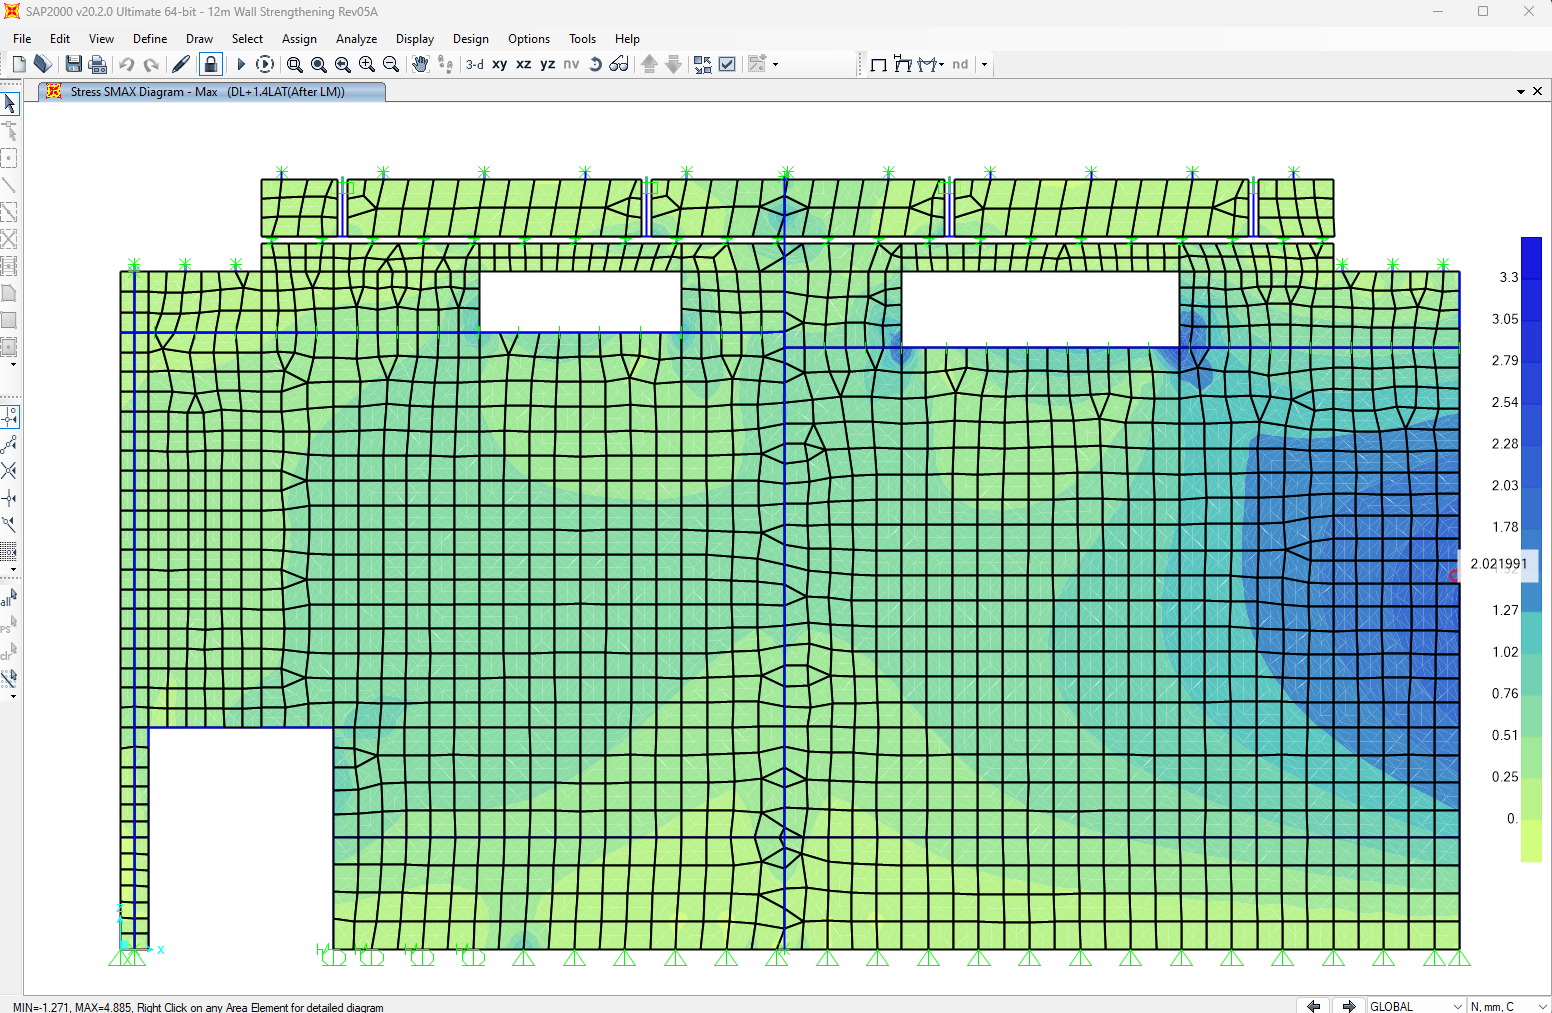 SAP2000 v20.2.0 Ultimate 64-bit - 12m Wall Strengthening Rev05A
File Edit View Define Draw Select Assign Analyze Display Design Options Tools Help
3-d xy xz yz nv nd
Stress SMAX Diagram - Max (DL+1.4LAT(After LM))
3.3
3.05
2.79
2.54
2.28
2.03
1.78
2.021991
1.27
1.02
0.76
0.51
0.25
0.
all
PS
clr
Z
X
MIN=-1.271, MAX=4.885, Right Click on any Area Element for detailed diagram
GLOBAL
N, mm, C